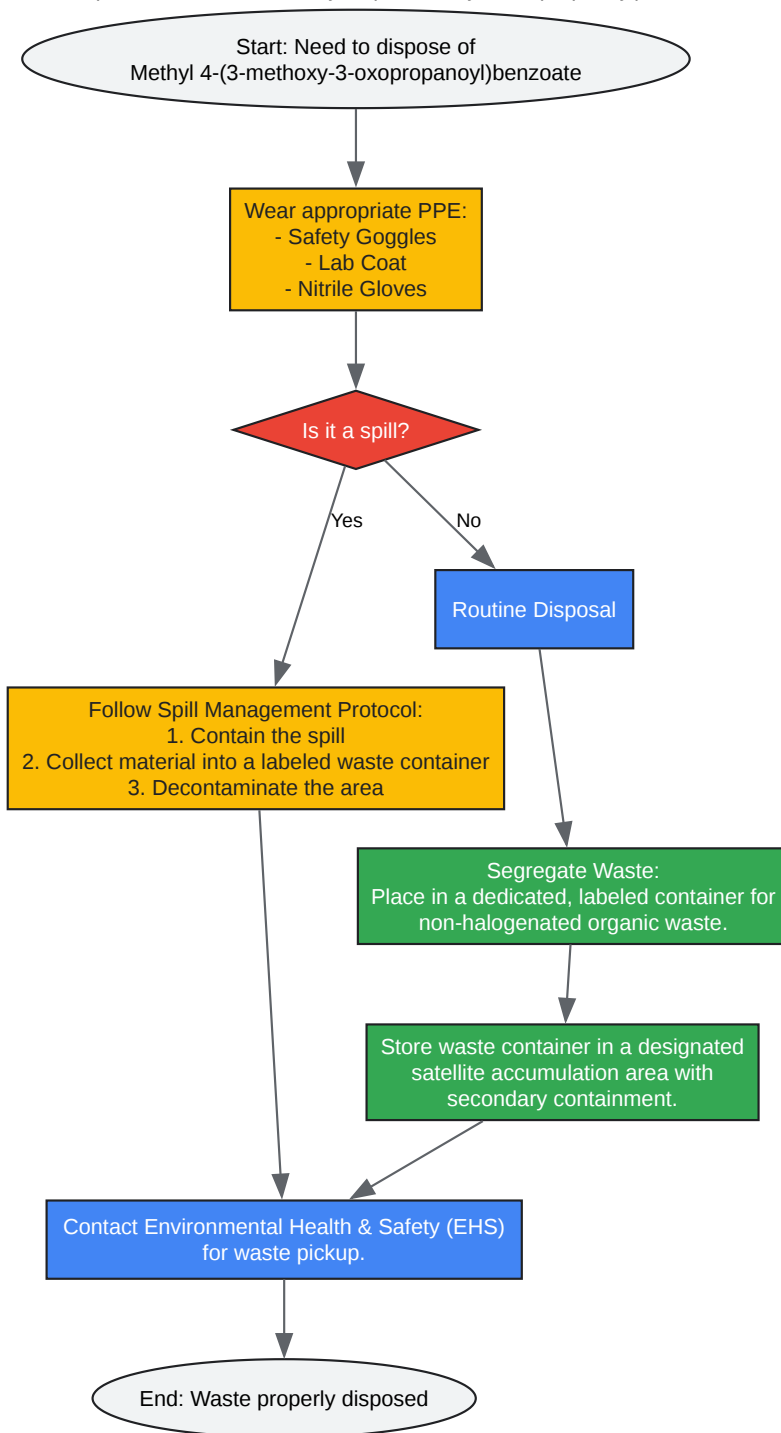 Start: Need to dispose of
Methyl 4-(3-methoxy-3-oxopropanoyl)benzoate
Wear appropriate PPE:
- Safety Goggles
- Lab Coat
- Nitrile Gloves
Is it a spill?
Yes
No
Routine Disposal
Follow Spill Management Protocol:
1. Contain the spill
2. Collect material into a labeled waste container
3. Decontaminate the area
Segregate Waste:
Place in a dedicated, labeled container for
non-halogenated organic waste.
Store waste container in a designated
satellite accumulation area with
secondary containment.
Contact Environmental Health & Safety (EHS)
for waste pickup.
End: Waste properly disposed